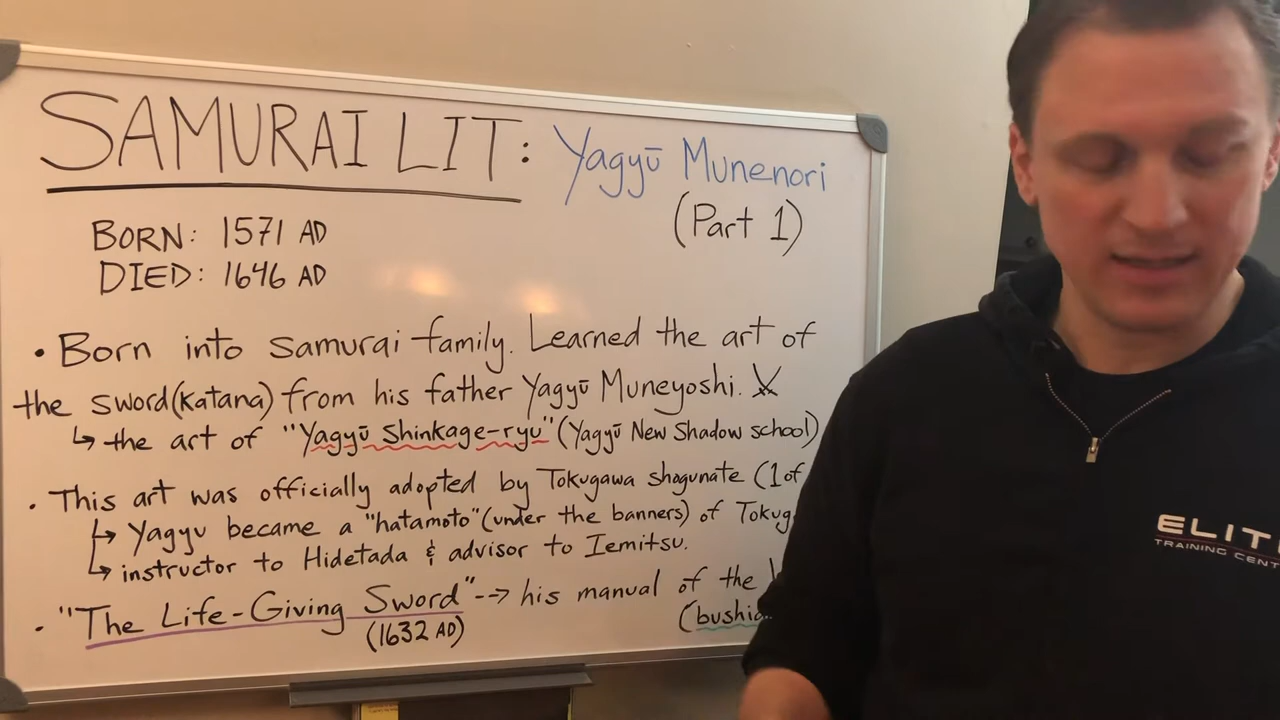 SAMURAI LIT: Yagyū Munenori
(Part 1)
BORN: 1571 AD
DIED: 1646 AD
• Born into samurai family. Learned the art of
the sword(katana) from his father Yagyū Muneyoshi.
↳ the art of "Yagyū Shinkage-ryu" (Yagyū New Shadow school)
• This art was officially adopted by Tokugawa shogunate (1 of
↳ Yagyu became a "hatamoto" (under the banners) of Tokug
↳ instructor to Hidetada & advisor to Iemitsu.
• "The Life-Giving Sword" --> his manual of the
(1632 AD)
(bushid
ELIT
TRAINING CENT